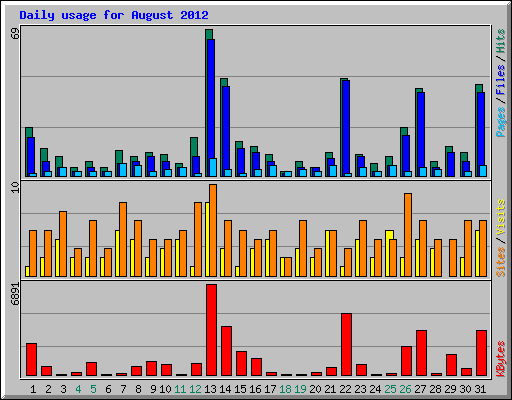 Daily usage for August 2012
69
Pages / Files / Hits
10
Sites / Visits
6891
KBytes
1 2 3 4 5 6 7 8 9 10 11 12 13 14 15 16 17 18 19 20 21 22 23 24 25 26 27 28 29 30 31